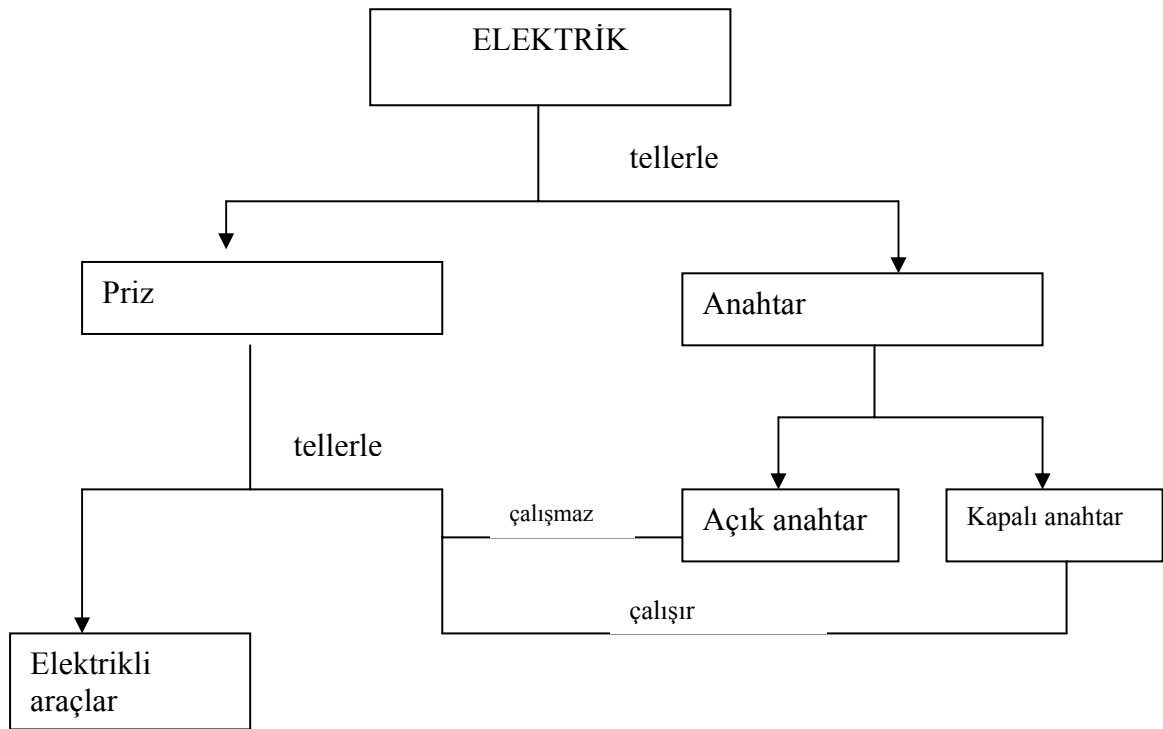 ELEKTRİK
tellerle
Priz
Anahtar
tellerle
çalışmaz
Açık anahtar
Kapalı anahtar
çalışır
Elektrikli
araçlar